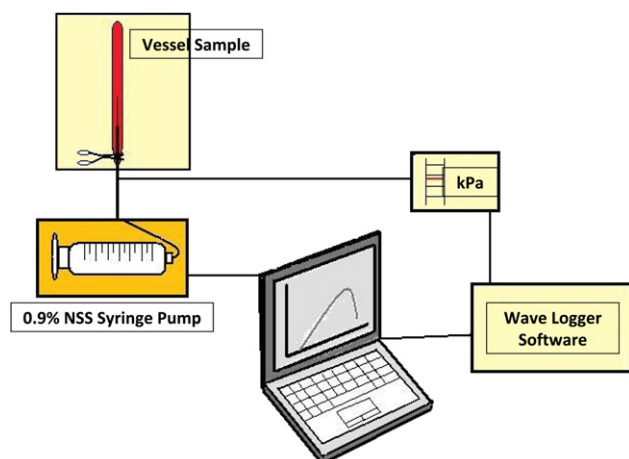 Vessel Sample
kPa
0.9% NSS Syringe Pump
Wave Logger
Software